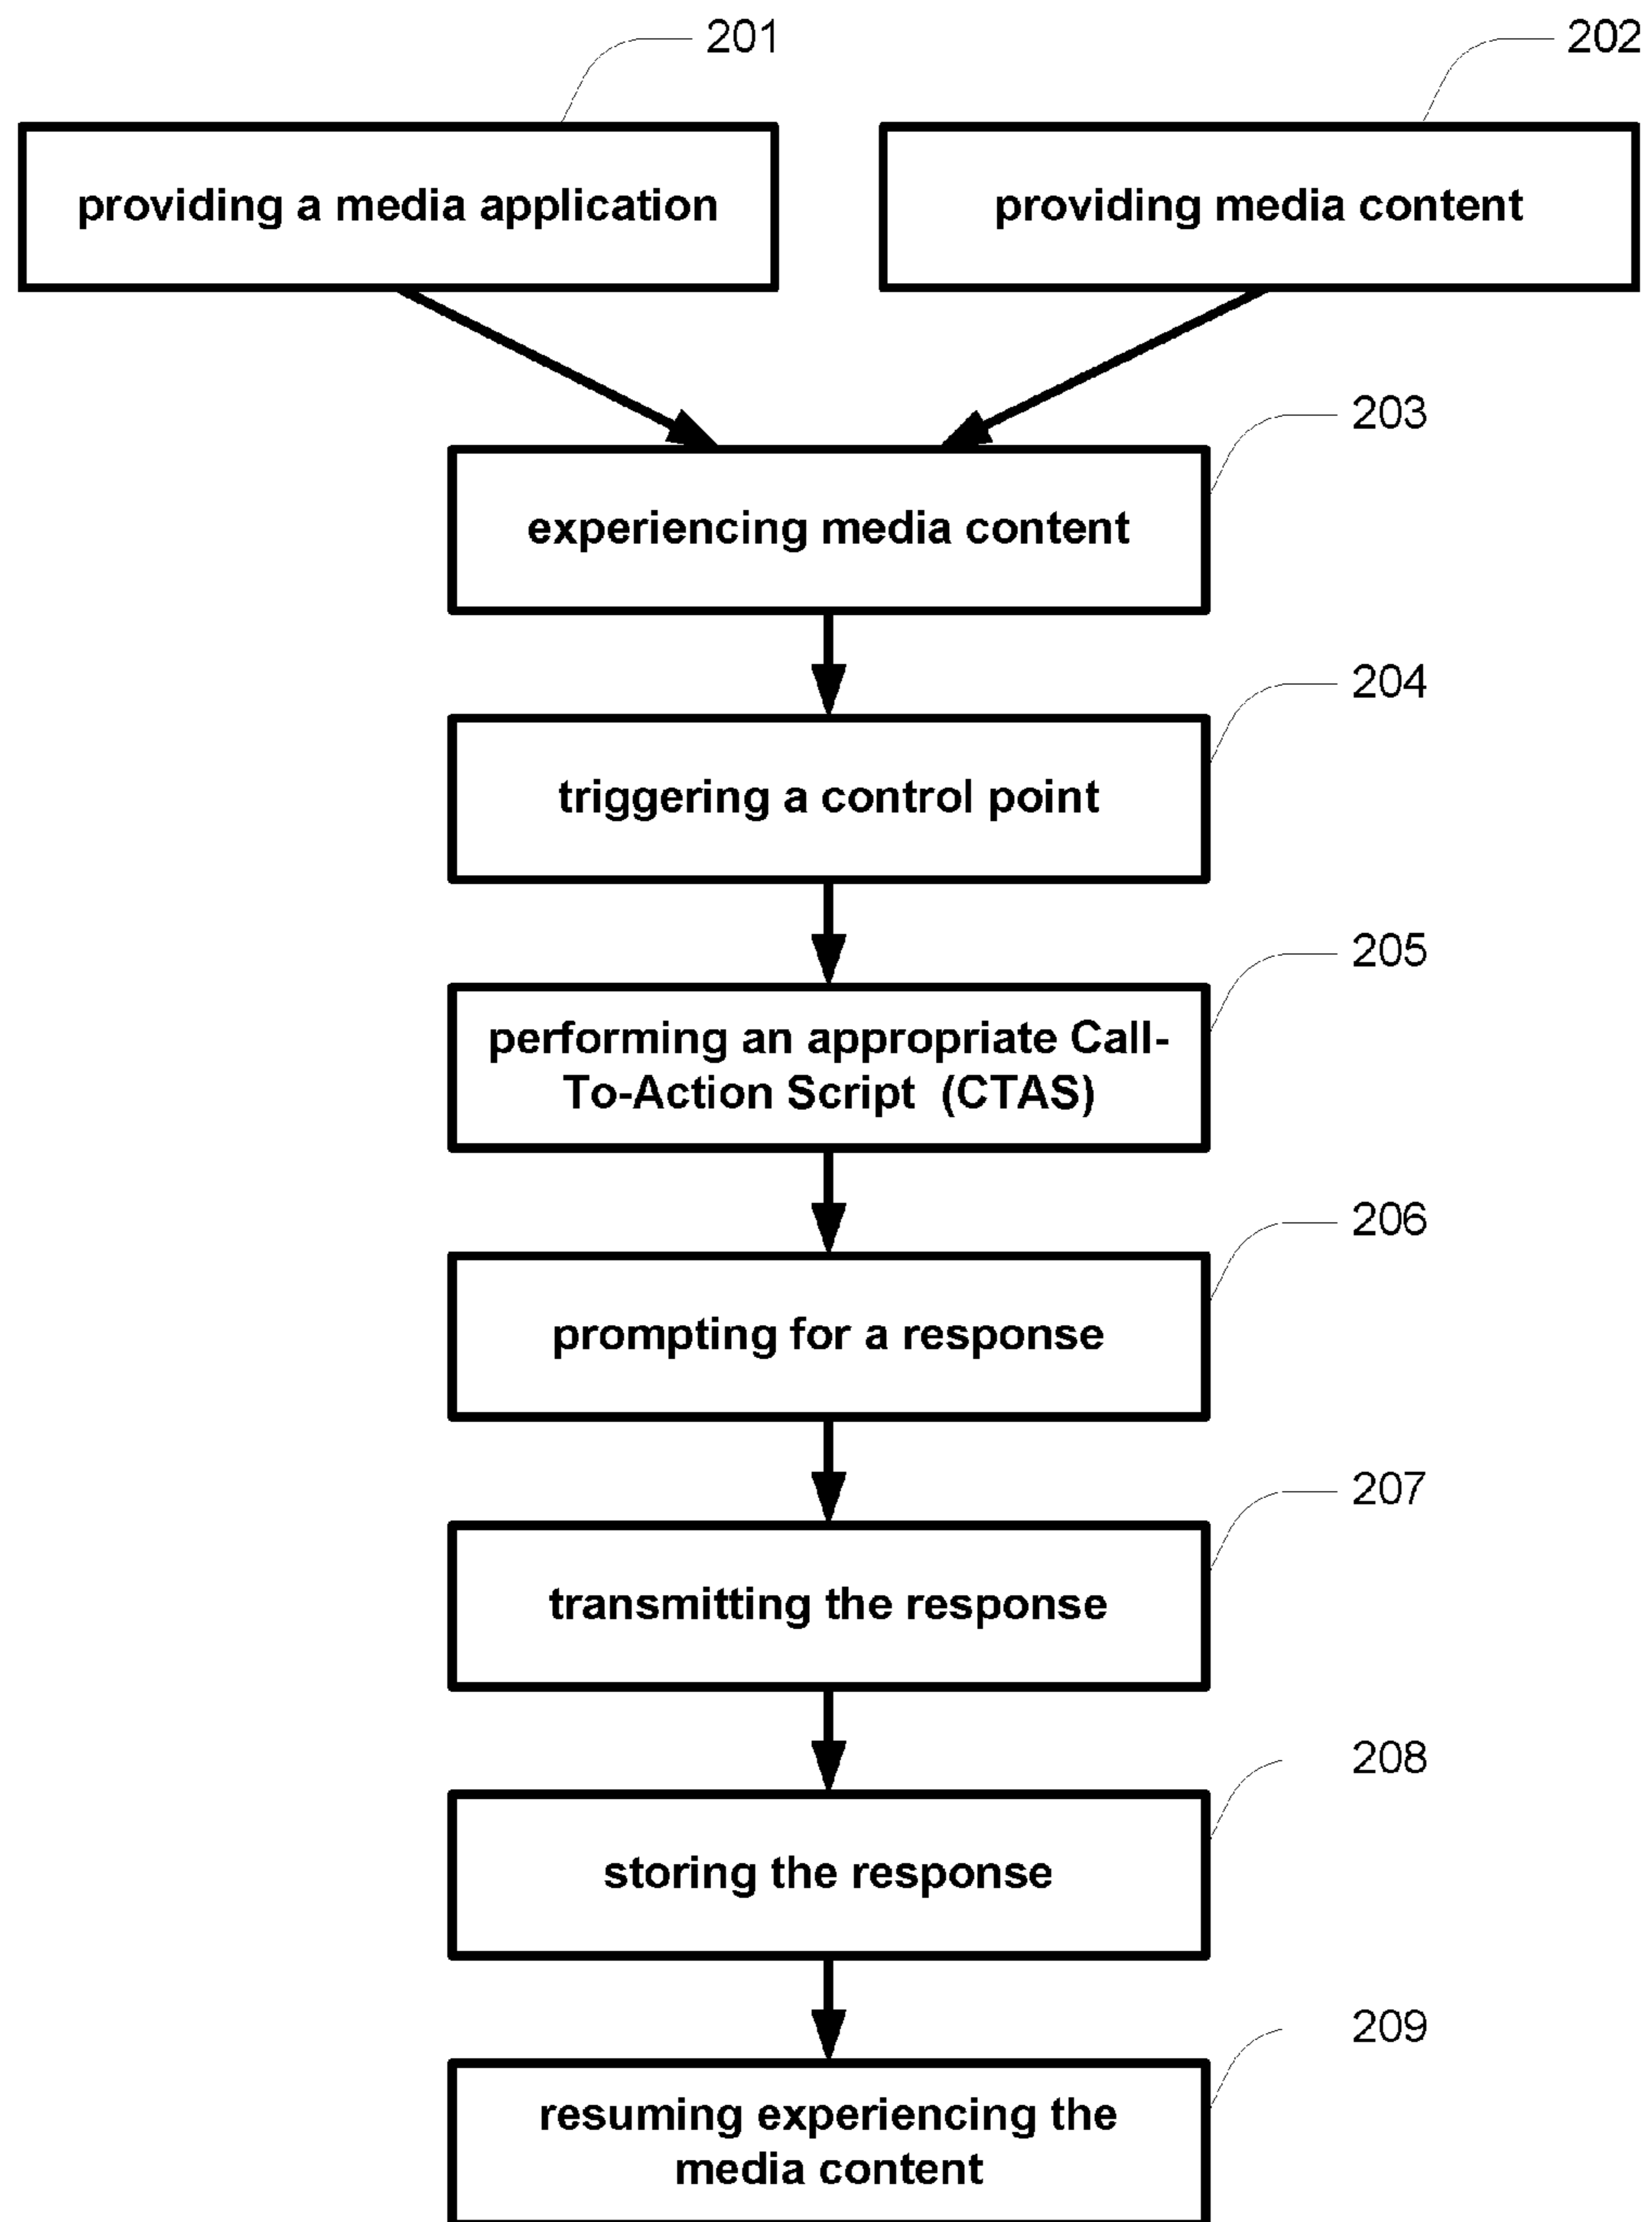 201
202
providing a media application
providing media content
203
experiencing media content
204
triggering a control point
205
performing an appropriate Call-
To-Action Script (CTAS)
206
prompting for a response
207
transmitting the response
208
storing the response
209
resuming experiencing the
media content